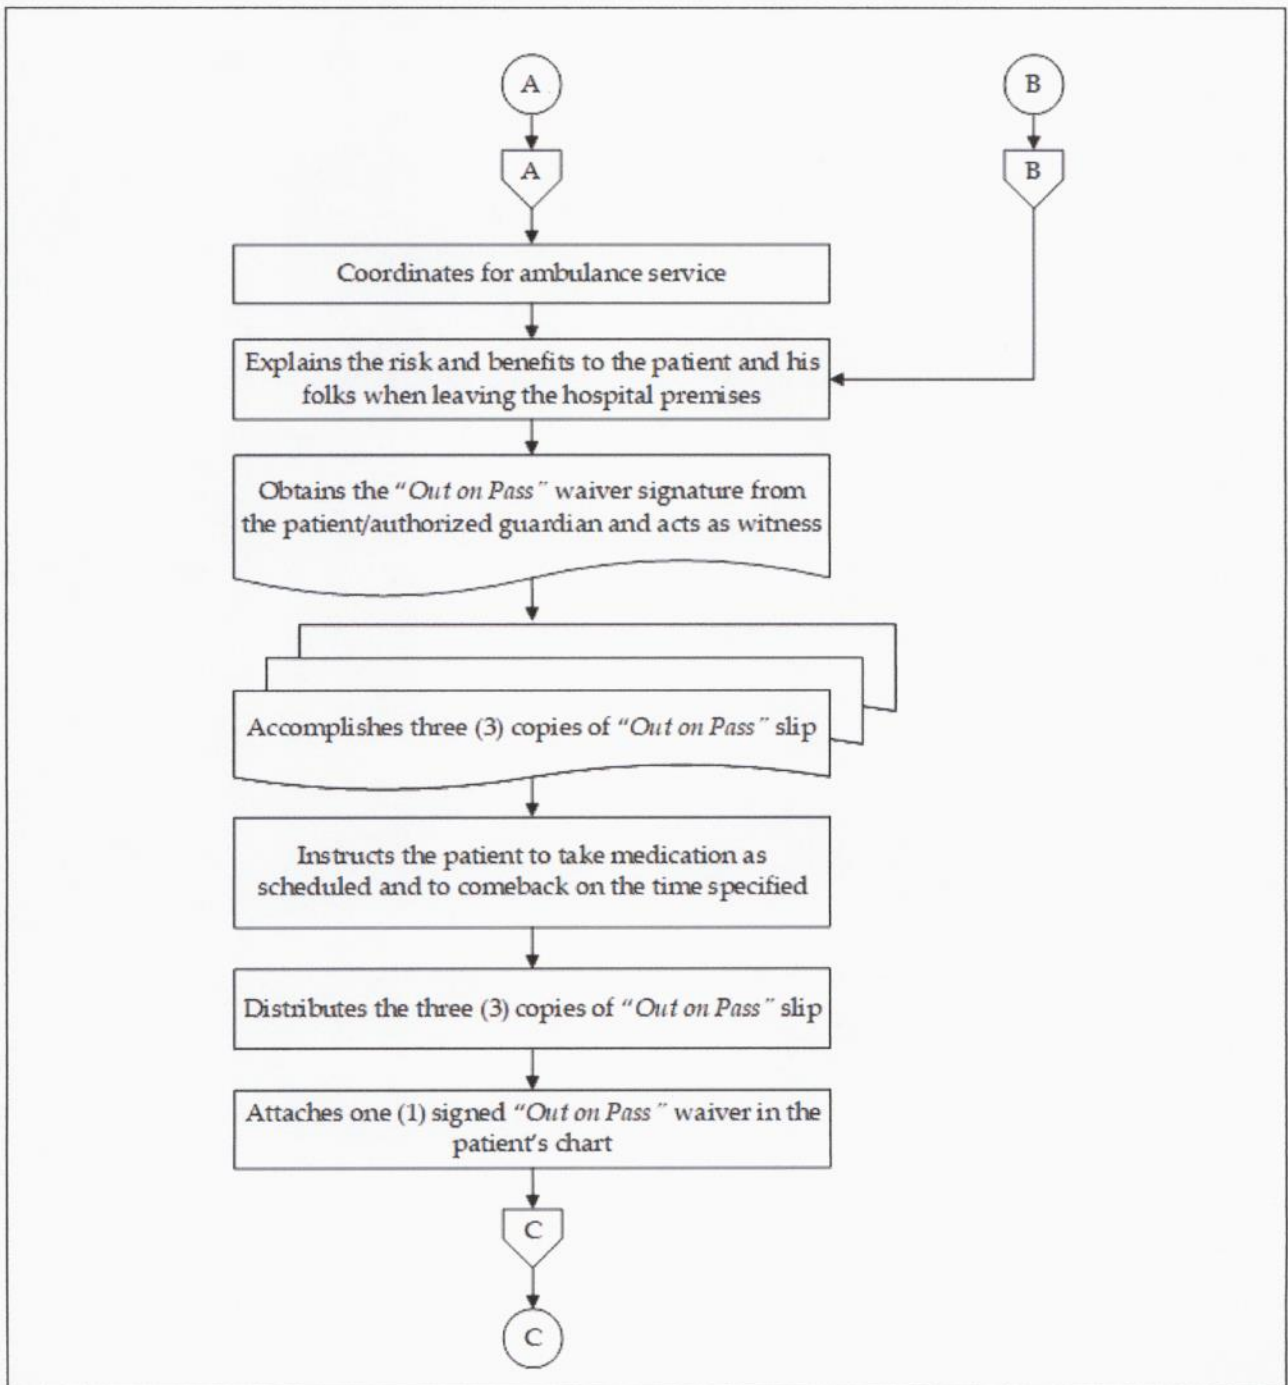 A
B
A
B
Coordinates for ambulance service
Explains the risk and benefits to the patient and his
folks when leaving the hospital premises
Obtains the “Out on Pass” waiver signature from
the patient/authorized guardian and acts as witness
Accomplishes three (3) copies of “Out on Pass” slip
Instructs the patient to take medication as
scheduled and to comeback on the time specified
Distributes the three (3) copies of “Out on Pass” slip
Attaches one (1) signed “Out on Pass” waiver in the
patient's chart
C
C